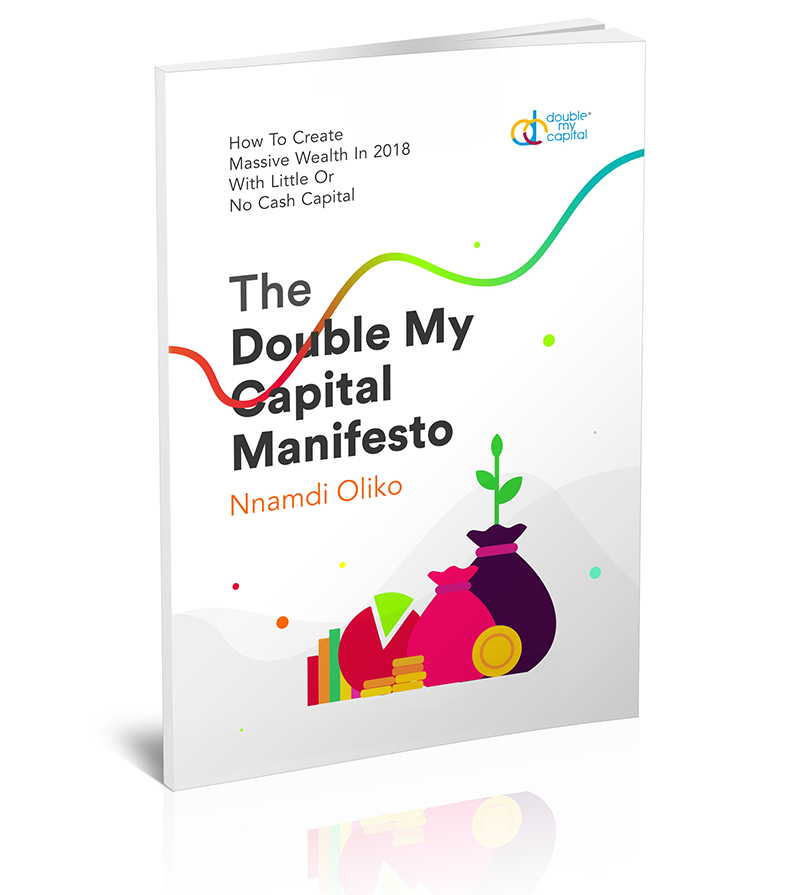 How To Create
Massive Wealth In 2018
With Little Or
No Cash Capital
double®
my
capital
The
Double My
Capital
Manifesto
Nnamdi Oliko